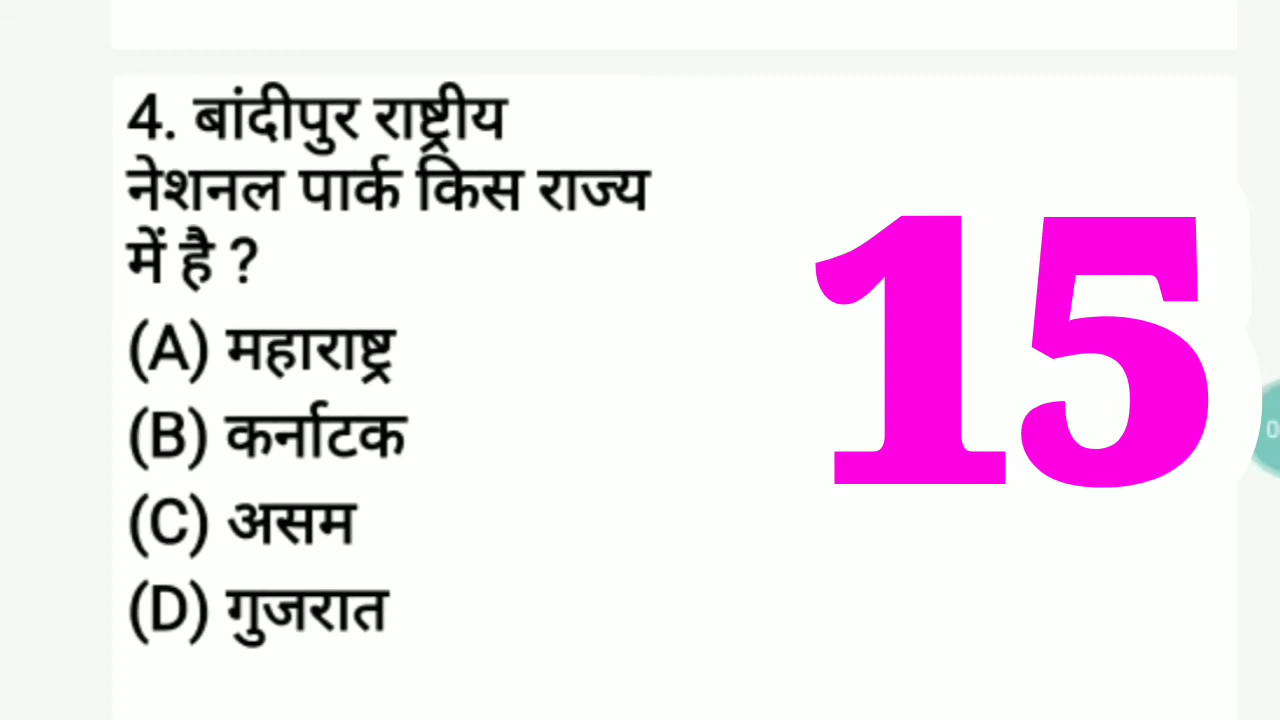 4. बांदीपुर राष्ट्रीय
नेशनल पार्क किस राज्य
में है ?
(A) महाराष्ट्र
(B) कर्नाटक
(C) असम
(D) गुजरात
15